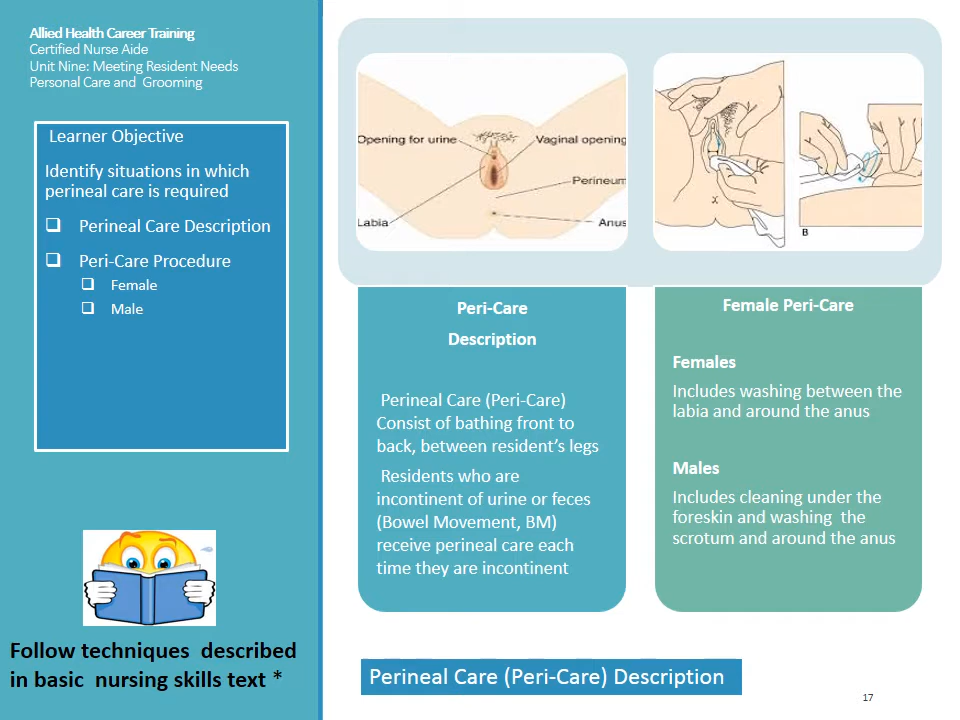 Allied Health Career Training
Certified Nurse Aide
Unit Nine: Meeting Resident Needs
Personal Care and Grooming
Learner Objective
Identify situations in which
perineal care is required
Perineal Care Description
Peri-Care Procedure
Female
Male
Follow techniques described
in basic nursing skills text *
Opening for urine
Vaginal opening
Perineum
Labia
Anus
B
Peri-Care
Description
Perineal Care (Peri-Care)
Consist of bathing front to
back, between resident's legs
Residents who are
incontinent of urine or feces
(Bowel Movement, BM)
receive perineal care each
time they are incontinent
Female Peri-Care
Females
Includes washing between the
labia and around the anus
Males
Includes cleaning under the
foreskin and washing the
scrotum and around the anus
Perineal Care (Peri-Care) Description
17